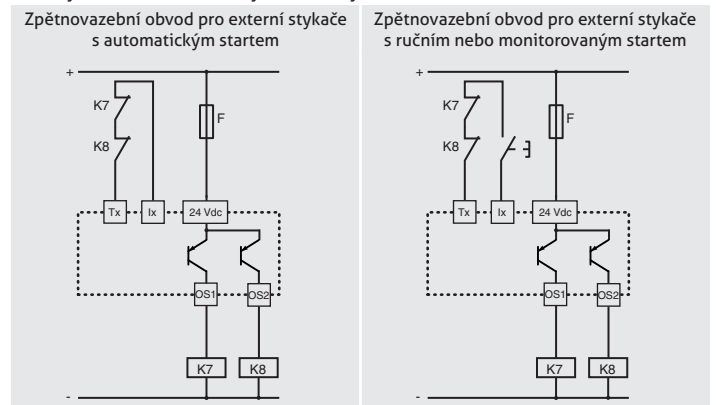 Zpětnovazební obvod pro externí stykače
s automatickým startem
+
K7
K8
F
Tx
Ix
24 Vdc
OS1
OS2
K7
K8
-
Zpětnovazební obvod pro externí stykače
s ručním nebo monitorovaným startem
+
K7
K8
F
Tx
Ix
24 Vdc
OS1
OS2
K7
K8
-